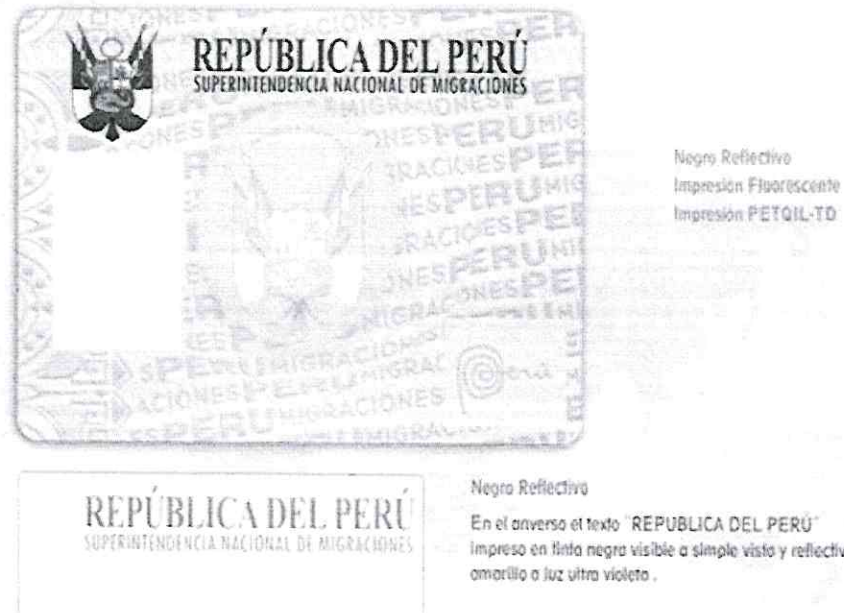 REPÚBLICA DEL PERÚ
SUPERINTENDENCIA NACIONAL DE MIGRACIONES
Negro Reflectivo
Impresión Fluorescente
Impresión PETQIL-TD
REPÚBLICA DEL PERÚ
SUPERINTENDENCIA NACIONAL DE MIGRACIONES
Negro Reflectivo
En el anverso el texto "REPUBLICA DEL PERÚ"
Impreso en tinta negra visible a simple vista y reflectiv
amarillo a luz ultra violeta .